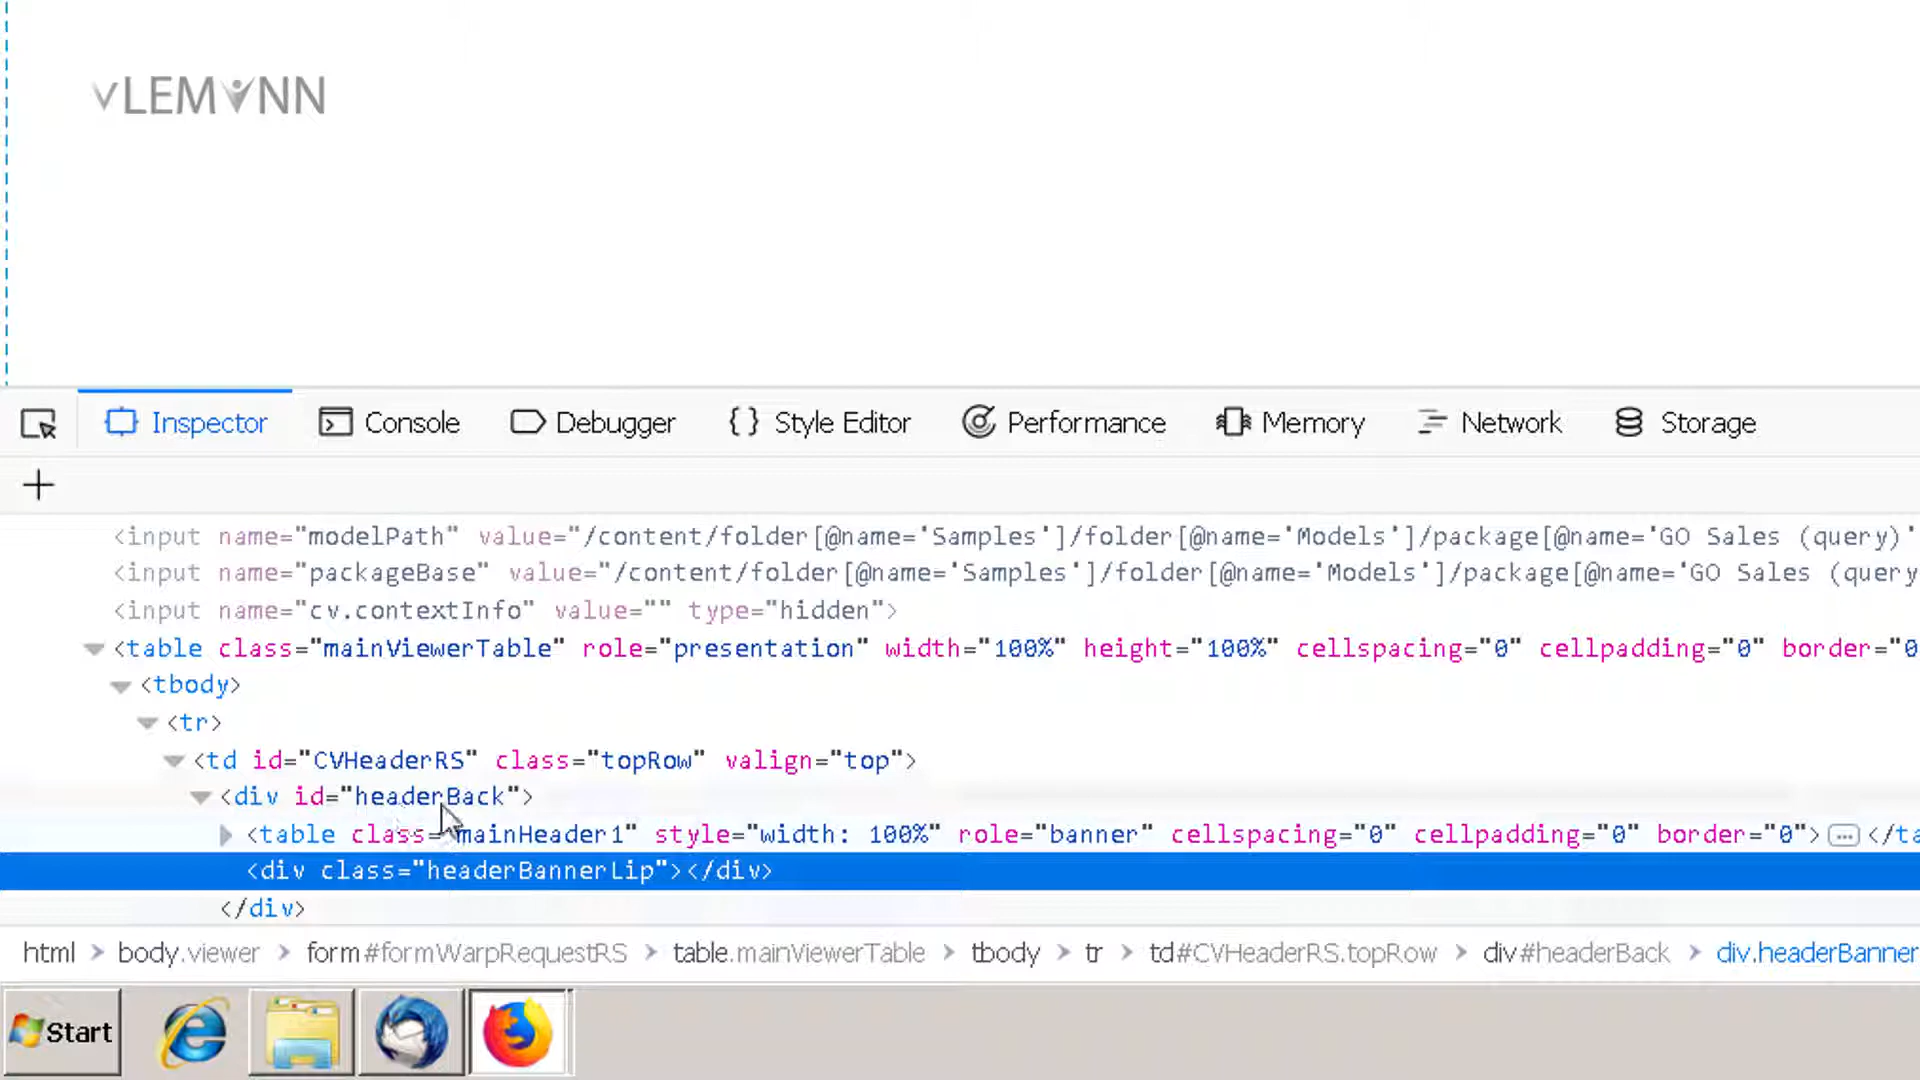 vLEMANN
Inspector Console Debugger Style Editor Performance Memory Network Storage
<input name="modelPath" value="/content/folder[@name='Samples']/folder[@name='Models']/package[@name='GO Sales (query)'
<input name="packageBase" value="/content/folder[@name='Samples']/folder[@name='Models']/package[@name='GO Sales (query
<input name="cv.contextInfo" value="" type="hidden">
<table class="mainViewerTable" role="presentation" width="100%" height="100%" cellspacing="0" cellpadding="0" border="0
<tbody>
<tr>
<td id="CVHeaderRS" class="topRow" valign="top">
<div id="headerBack">
<table class="mainHeader1" style="width: 100%" role="banner" cellspacing="0" cellpadding="0" border="0">…</ta
<div class="headerBannerLip"></div>
</div>
html > body.viewer > form#formWarpRequestRS > table.mainViewerTable > tbody > tr > td#CVHeaderRS.topRow > div#headerBack > div.headerBanner
Start